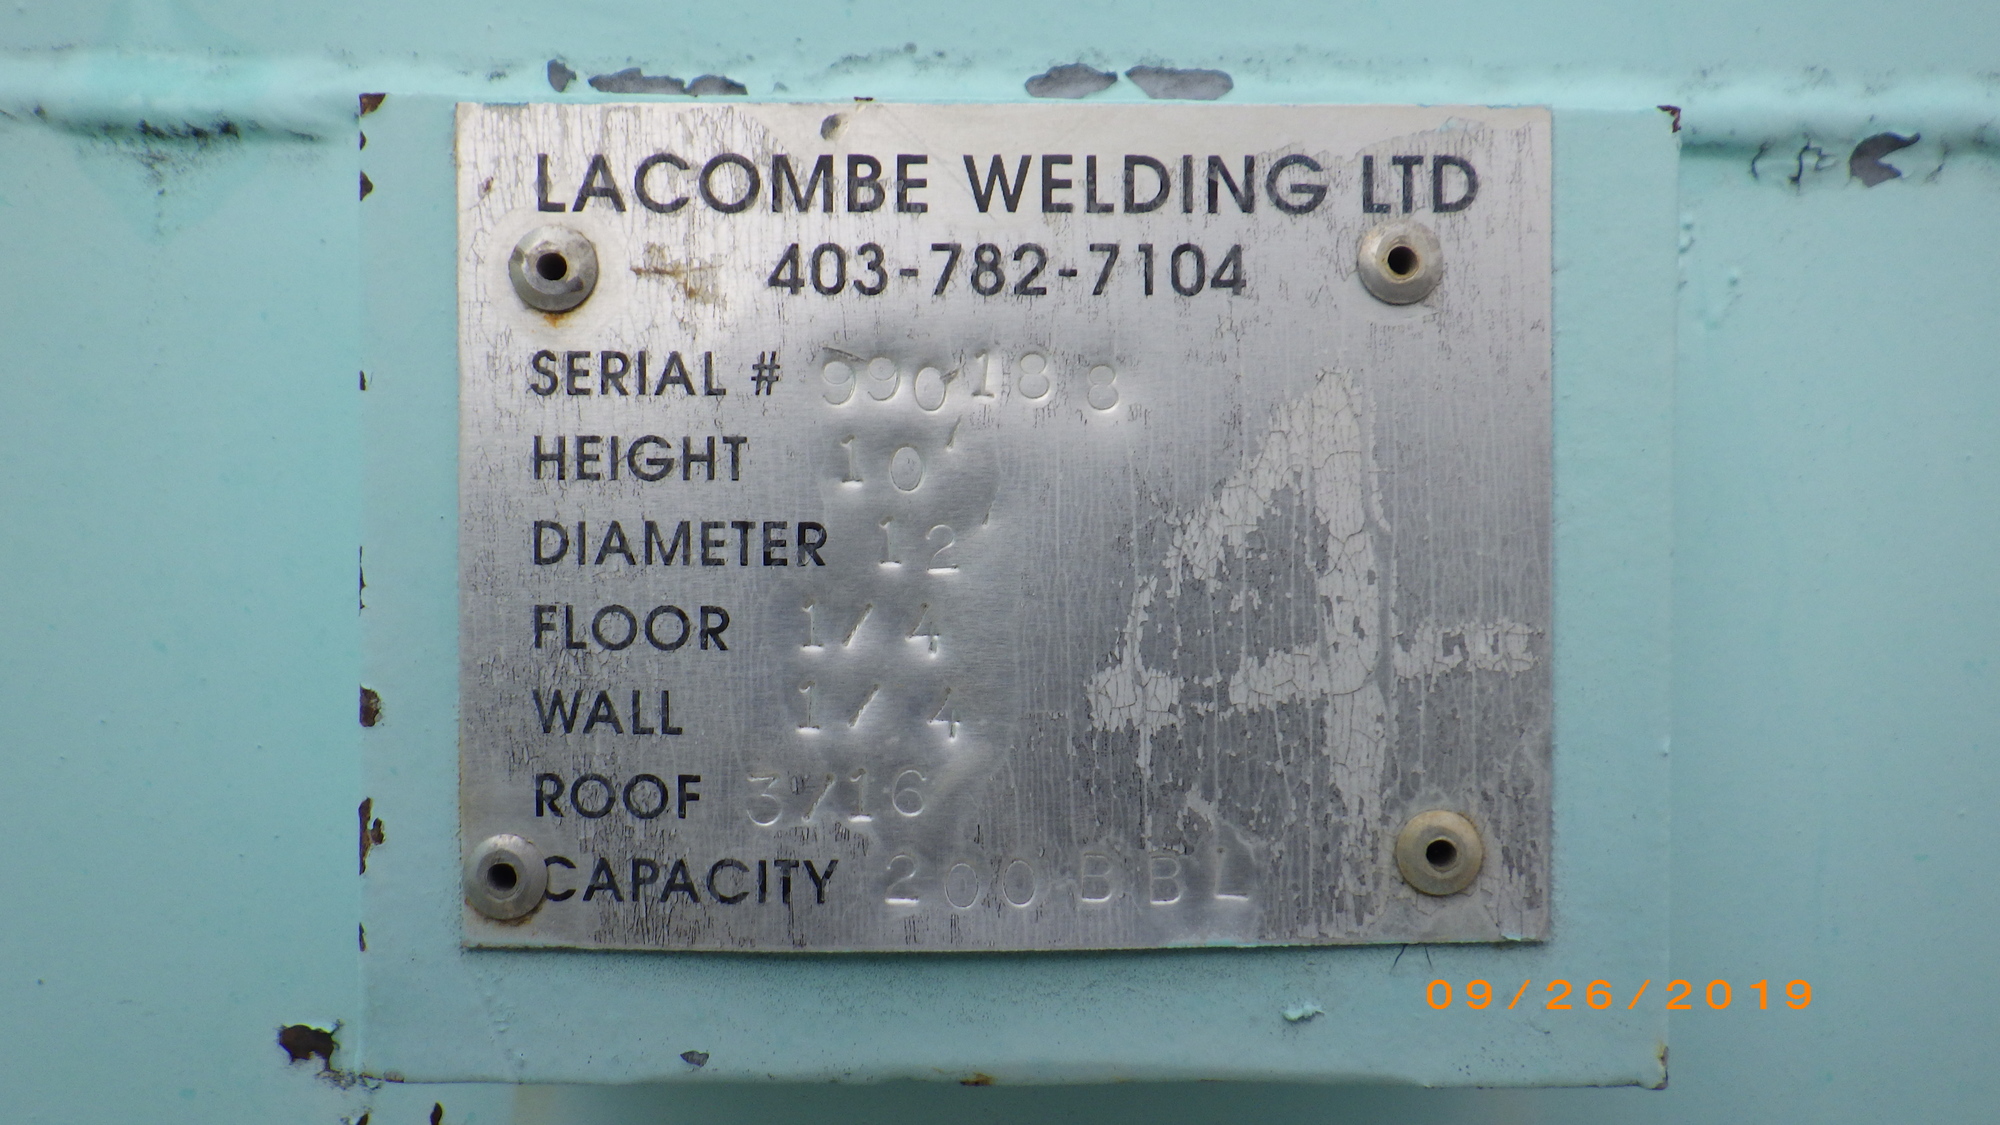 LACOMBE WELDING LTD
403-782-7104
SERIAL # 990188
HEIGHT 10'
DIAMETER 12'
FLOOR 1/4
WALL 1/4
ROOF 3/16
CAPACITY 200 BBL
4
09/26/2019